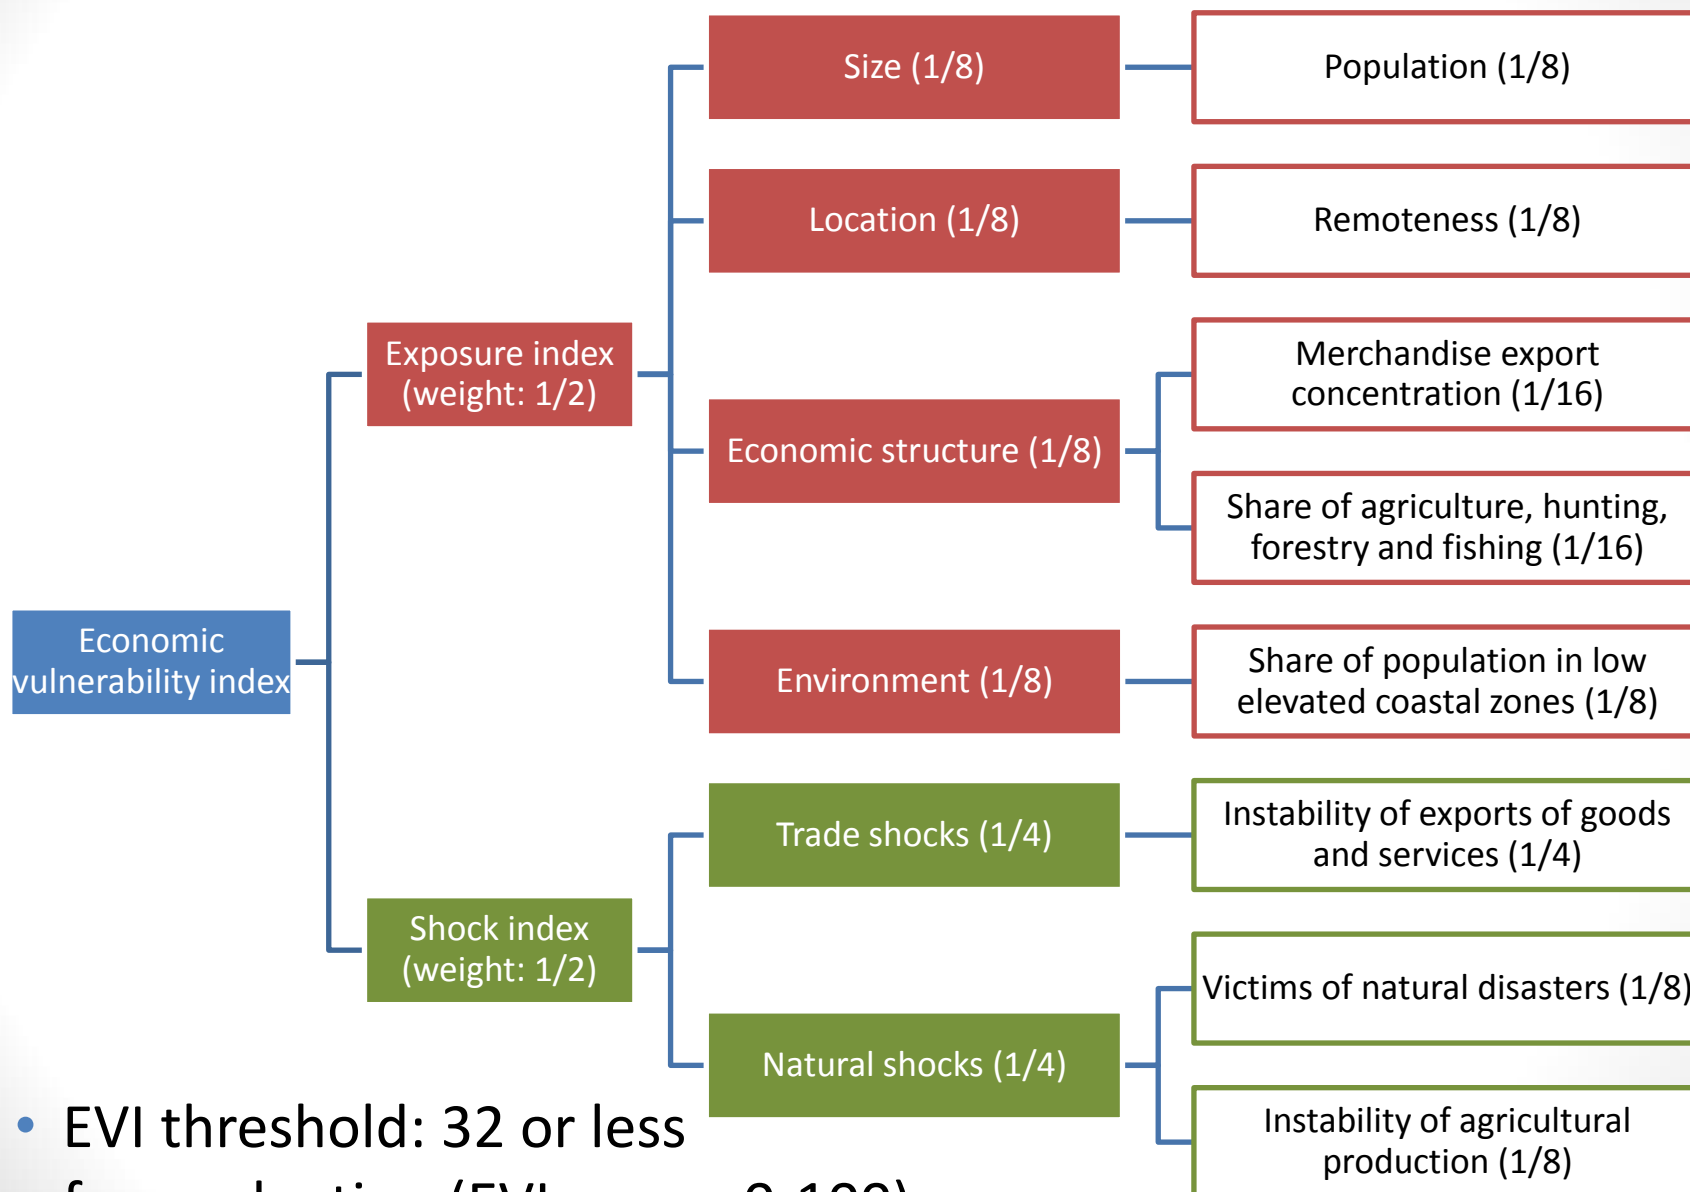 Economic
vulnerability index
Exposure index
(weight: 1/2)
Size (1/8)
Population (1/8)
Location (1/8)
Remoteness (1/8)
Economic structure (1/8)
Merchandise export
concentration (1/16)
Share of agriculture, hunting,
forestry and fishing (1/16)
Environment (1/8)
Share of population in low
elevated coastal zones (1/8)
Shock index
(weight: 1/2)
Trade shocks (1/4)
Instability of exports of goods
and services (1/4)
Natural shocks (1/4)
Victims of natural disasters (1/8)
Instability of agricultural
production (1/8)
• EVI threshold: 32 or less